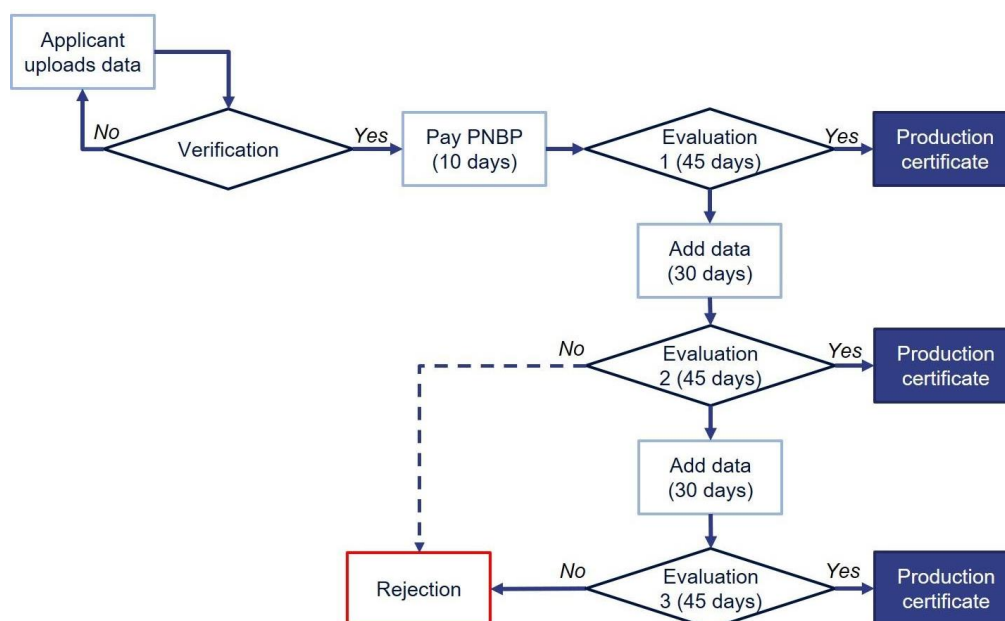 Applicant
uploads data
No
Verification
Yes
Pay PNBP
(10 days)
Evaluation
1 (45 days)
Yes
Production
certificate
Add data
(30 days)
No
Evaluation
2 (45 days)
Yes
Production
certificate
Add data
(30 days)
Rejection
No
Evaluation
3 (45 days)
Yes
Production
certificate